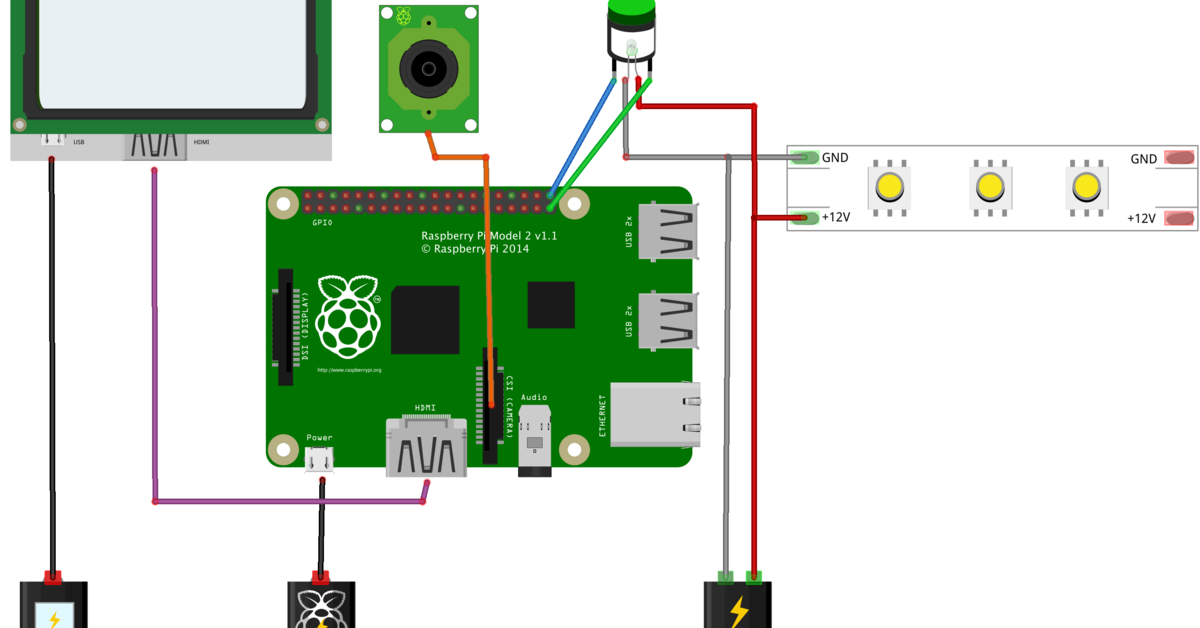 USB
HDMI
GND
GND
+12V
+12V
GPIO
Raspberry Pi Model 2 v1.1
© Raspberry Pi 2014
USB 2x
DSI (DISPLAY)
TM
http://www.raspberrypi.org
USB 2x
CSI (CAMERA)
HDMI
Audio
ETHERNET
Power